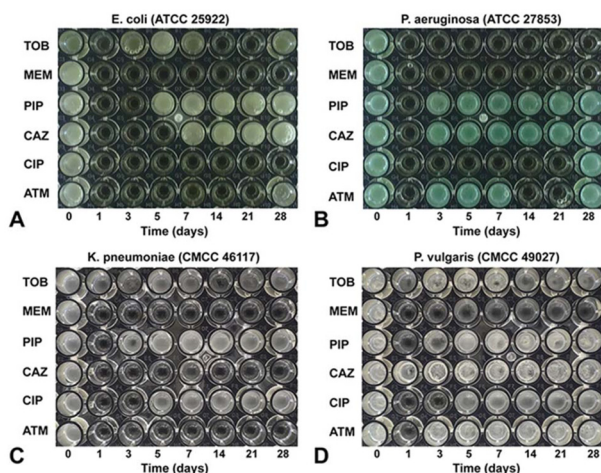 E. coli (ATCC 25922)
TOB
MEM
PIP
CAZ
CIP
ATM
A
0 1 3 5 7 14 21 28
Time (days)
P. aeruginosa (ATCC 27853)
TOB
MEM
PIP
CAZ
CIP
ATM
B
0 1 3 5 7 14 21 28
Time (days)
K. pneumoniae (CMCC 46117)
TOB
MEM
PIP
CAZ
CIP
ATM
C
0 1 3 5 7 14 21 28
Time (days)
P. vulgaris (CMCC 49027)
TOB
MEM
PIP
CAZ
CIP
ATM
D
0 1 3 5 7 14 21 28
Time (days)